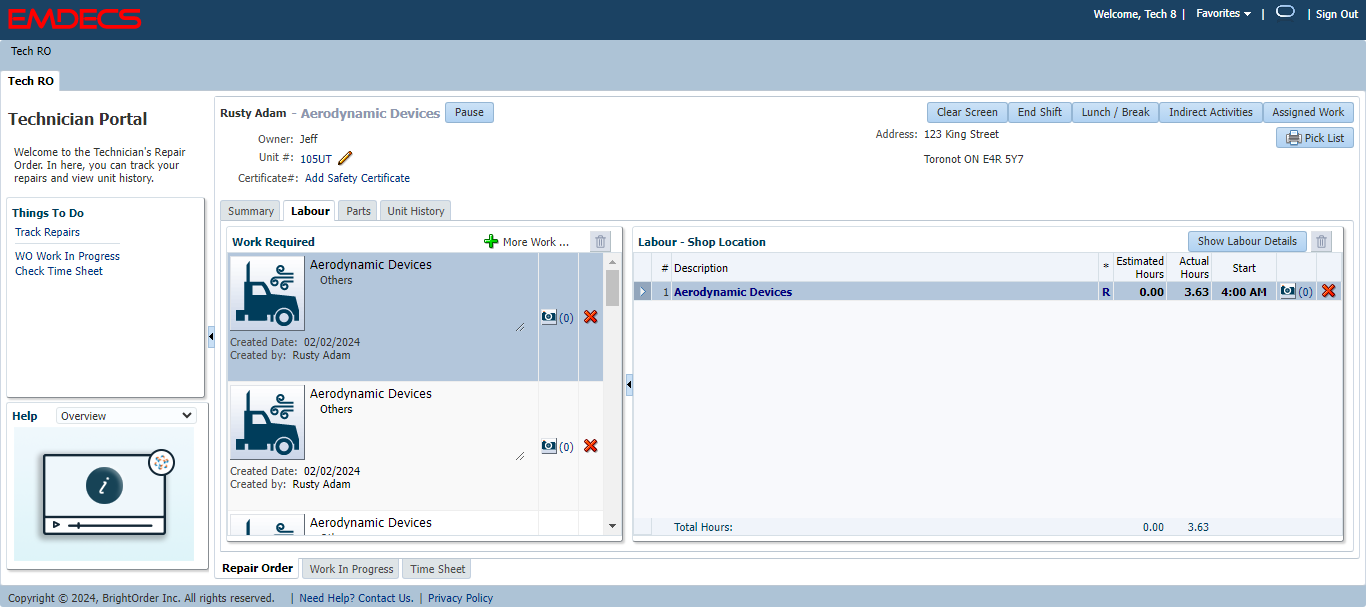 EMDECS
Welcome, Tech 8 | Favorites | | Sign Out
Tech RO
Tech RO
Technician Portal
Welcome to the Technician's Repair
Order. In here, you can track your
repairs and view unit history.
Things To Do
Track Repairs
WO Work In Progress
Check Time Sheet
Help Overview
i
Rusty Adam - Aerodynamic Devices Pause
Clear Screen End Shift Lunch / Break Indirect Activities Assigned Work
Owner: Jeff
Unit #: 105UT
Certificate#: Add Safety Certificate
Address: 123 King Street
Toronot ON E4R 5Y7
Pick List
Summary Labour Parts Unit History
Work Required More Work ...
Aerodynamic Devices
Others
(0)
Created Date: 02/02/2024
Created by: Rusty Adam
Aerodynamic Devices
Others
(0)
Created Date: 02/02/2024
Created by: Rusty Adam
Aerodynamic Devices
Labour - Shop Location Show Labour Details
# Description * Estimated Hours Actual Hours Start
1 Aerodynamic Devices R 0.00 3.63 4:00 AM (0)
Total Hours: 0.00 3.63
Repair Order Work In Progress Time Sheet
Copyright © 2024, BrightOrder Inc. All rights reserved. | Need Help? Contact Us. | Privacy Policy